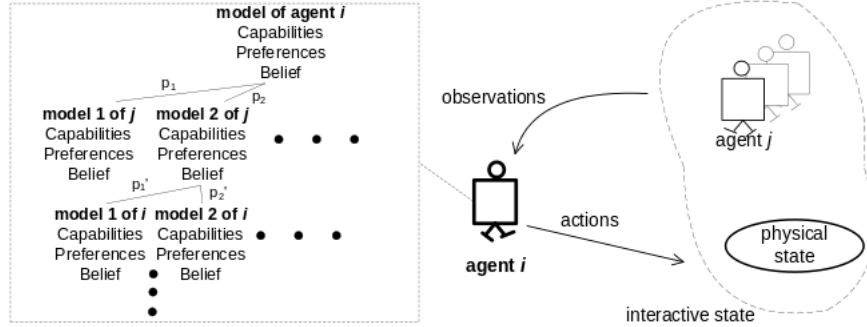 model of agent i
Capabilities
Preferences
Belief
p₁
p₂
model 1 of j
Capabilities
Preferences
Belief
model 2 of j
Capabilities
Preferences
Belief
p₁'
p₂'
model 1 of i
Capabilities
Preferences
Belief
model 2 of i
Capabilities
Preferences
Belief
observations
agent j
agent i
actions
physical
state
interactive state